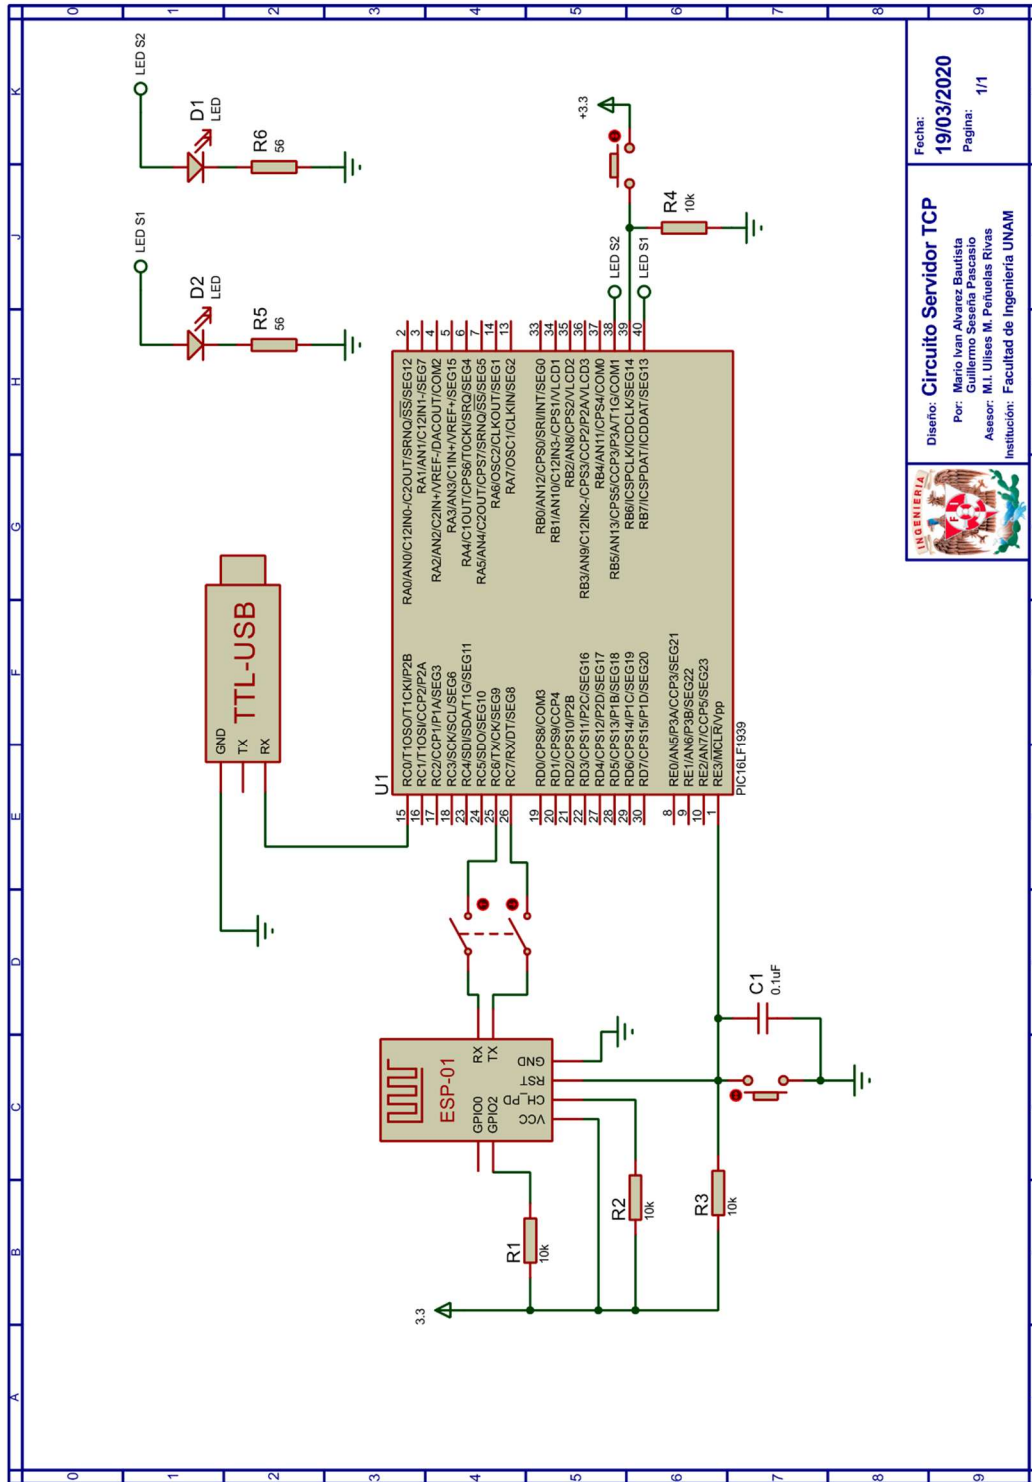 A
B
C
D
E
F
G
H
J
K
0
1
2
3
4
5
6
7
8
9
0
1
2
3
4
5
6
7
8
9
TTL-USB
GND
TX
RX
LED S1
D2
LED
R5
56
LED S2
D1
LED
R6
56
ESP-01
GPIO0
GPIO2
RX
TX
VCC
CH_PD
RST
GND
3.3
R1
10k
R2
10k
R3
10k
C1
0.1uF
U1
15 RC0/T1OSO/T1CKI/P2B
16 RC1/T1OSI/CCP2/P2A
17 RC2/CCP1/P1A/SEG3
18 RC3/SCK/SCL/SEG6
23 RC4/SDI/SDA/T1G/SEG11
24 RC5/SDO/SEG10
25 RC6/TX/CK/SEG9
26 RC7/RX/DT/SEG8
19 RD0/CPS8/COM3
20 RD1/CPS9/CCP4
21 RD2/CPS10/P2B
22 RD3/CPS11/P2C/SEG16
27 RD4/CPS12/P2D/SEG17
28 RD5/CPS13/P1B/SEG18
29 RD6/CPS14/P1C/SEG19
30 RD7/CPS15/P1D/SEG20
8 RE0/AN5/P3A/CCP3/SEG21
9 RE1/AN6/P3B/SEG22
10 RE2/AN7/CCP5/SEG23
1 RE3/MCLR/Vpp
RA0/AN0/C12IN0-/C2OUT/SRNQ/SS/SEG12 2
RA1/AN1/C12IN1-/SEG7 3
RA2/AN2/C2IN+/VREF-/DACOUT/COM2 4
RA3/AN3/C1IN+/VREF+/SEG15 5
RA4/C1OUT/CPS6/T0CKI/SRQ/SEG4 6
RA5/AN4/C2OUT/CPS7/SRNQ/SS/SEG5 7
RA6/OSC2/CLKOUT/SEG1 14
RA7/OSC1/CLKIN/SEG2 13
RB0/AN12/CPS0/SRI/INT/SEG0 33
RB1/AN10/C12IN3-/CPS1/VLCD1 34
RB2/AN8/CPS2/VLCD2 35
RB3/AN9/C12IN2-/CPS3/CCP2/P2A/VLCD3 36
RB4/AN11/CPS4/COM0 37
RB5/AN13/CPS5/CCP3/P3A/T1G/COM1 38
RB6/ICSPCLK/ICDCLK/SEG14 39
RB7/ICSPDAT/ICDDAT/SEG13 40
PIC16LF1939
LED S2
LED S1
+3.3
R4
10k
INGENIERIA
F I
Diseño: Circuito Servidor TCP
Por: Mario Ivan Alvarez Bautista
Guillermo Seseña Pascasio
Asesor: M.I. Ulises M. Peñuelas Rivas
Institución: Facultad de Ingenieria UNAM
Fecha:
19/03/2020
Pagina: 1/1